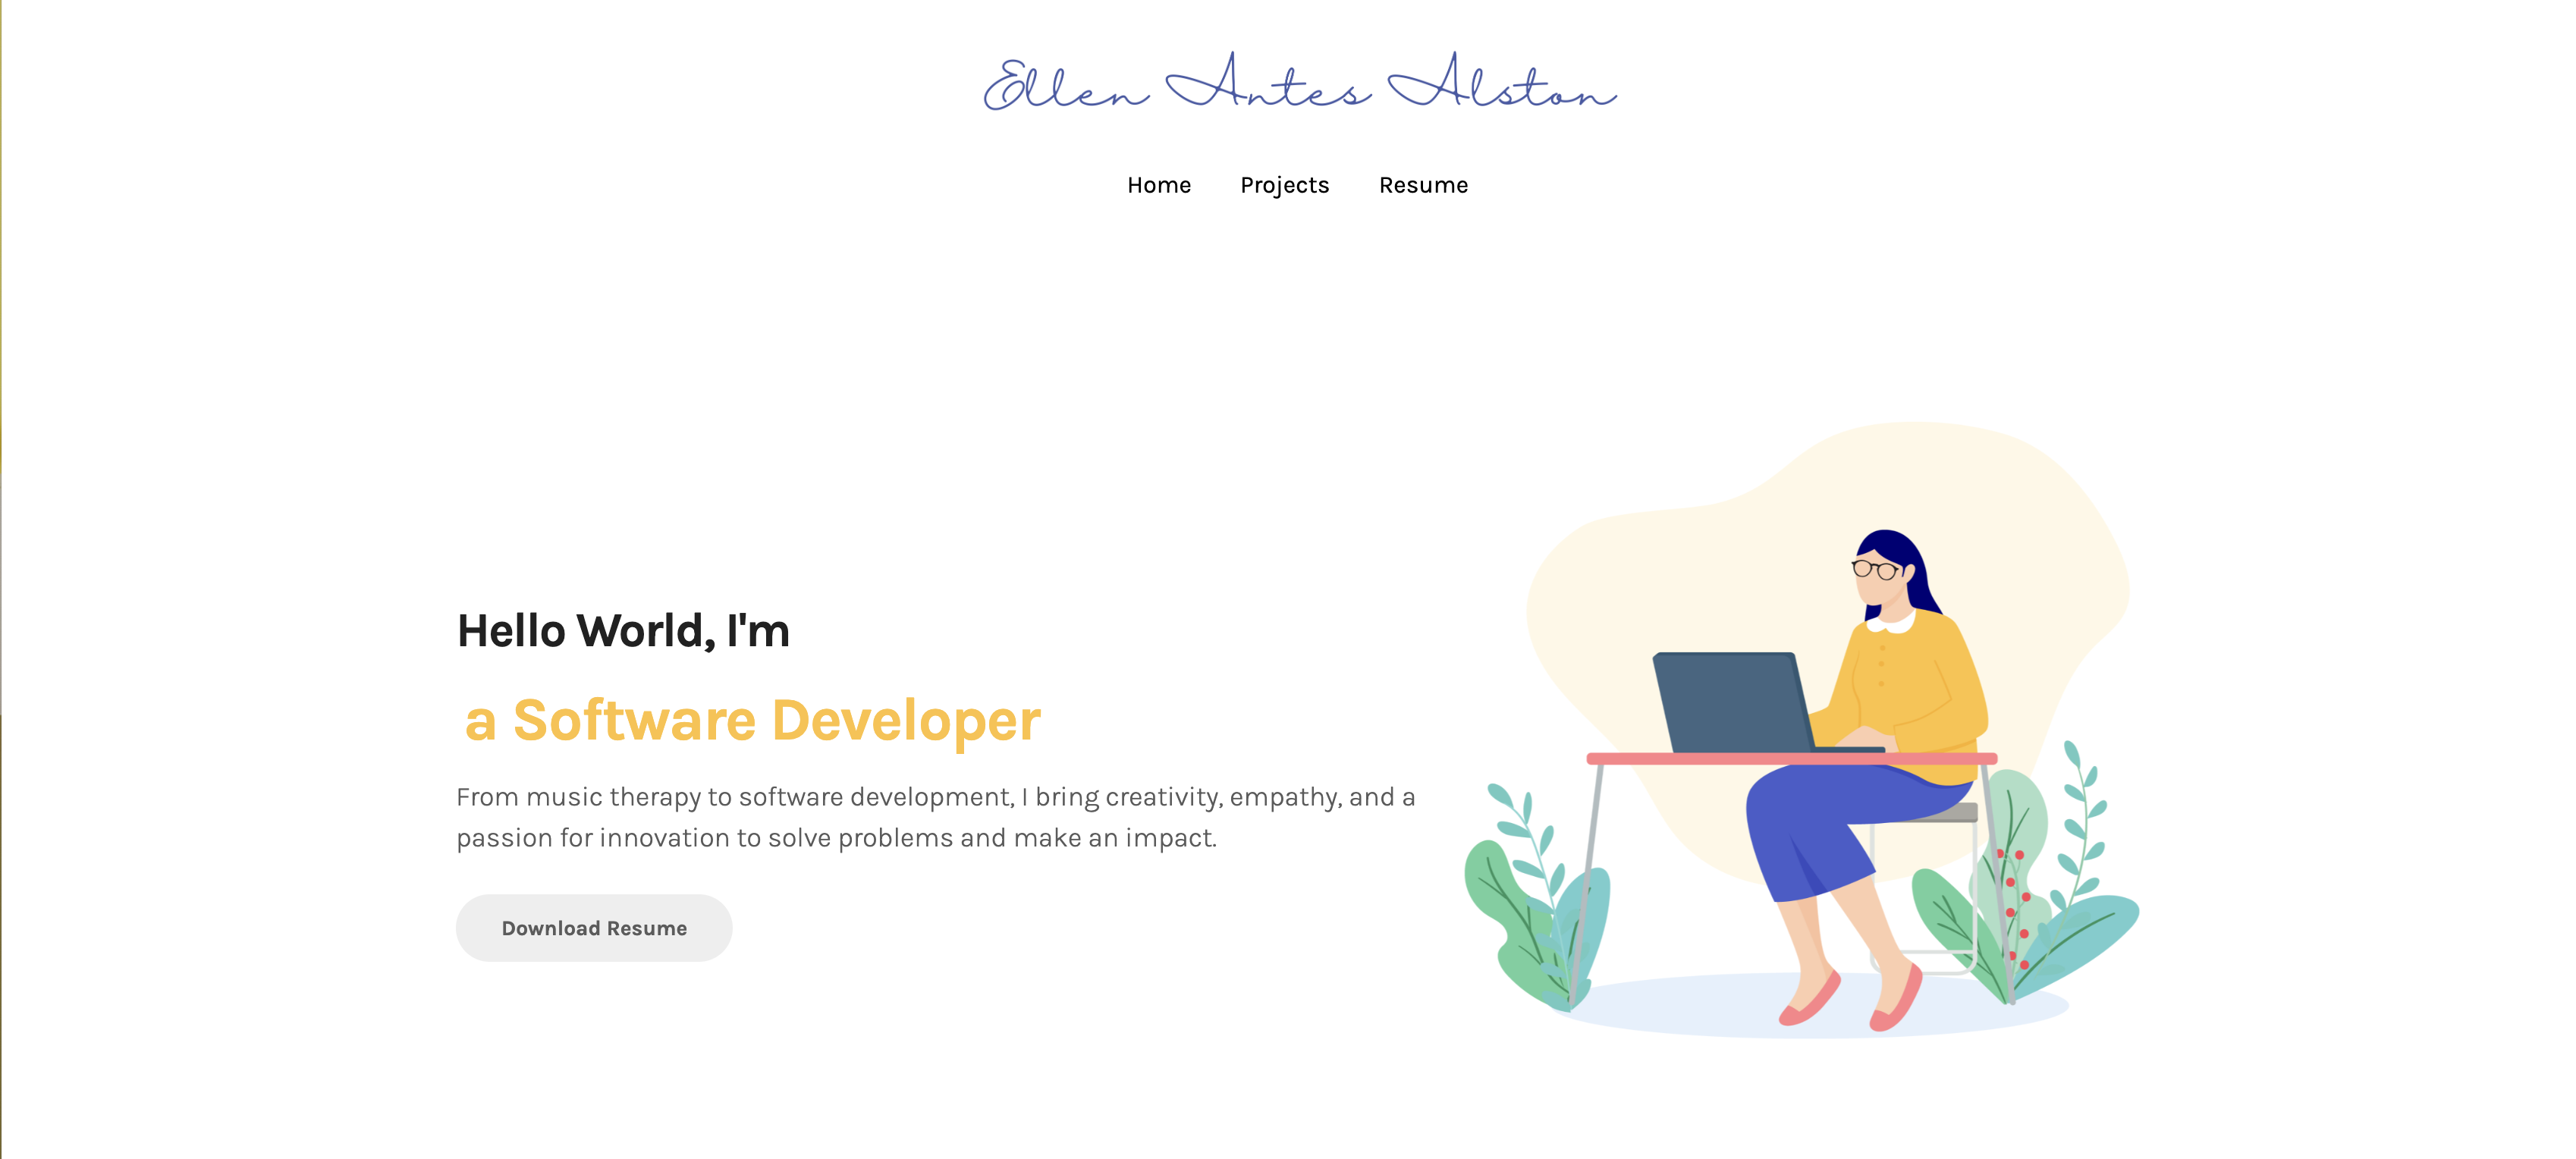 Ellen Antes Alston
Home Projects Resume
Hello World, I'm
a Software Developer
From music therapy to software development, I bring creativity, empathy, and a
passion for innovation to solve problems and make an impact.
Download Resume